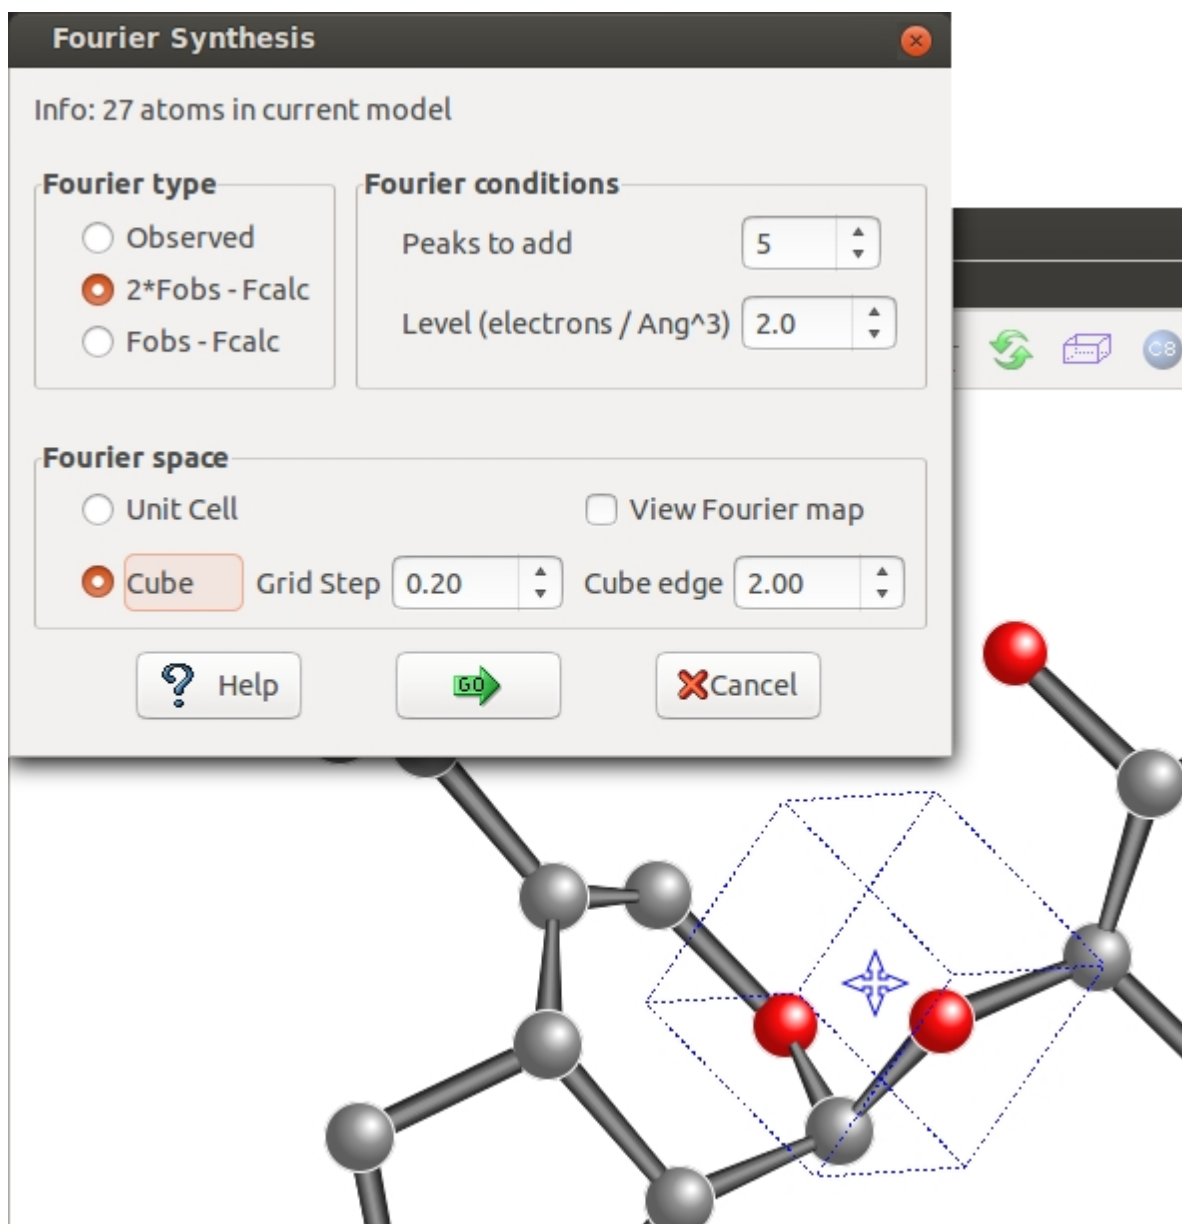 Fourier Synthesis
Info: 27 atoms in current model
Fourier type
Fourier conditions
Observed
Peaks to add 5
2*Fobs - Fcalc
Level (electrons / Ang^3) 2.0
Fobs - Fcalc
C8
Fourier space
Unit Cell
View Fourier map
Cube Grid Step 0.20 Cube edge 2.00
Help GO Cancel